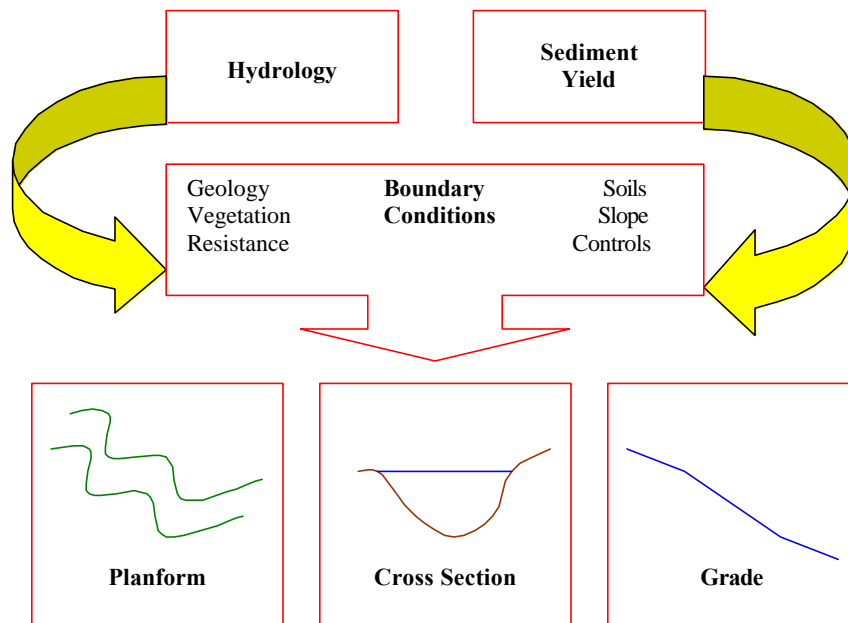 Hydrology
Sediment
Yield
Geology
Vegetation
Resistance
Boundary
Conditions
Soils
Slope
Controls
Planform
Cross Section
Grade